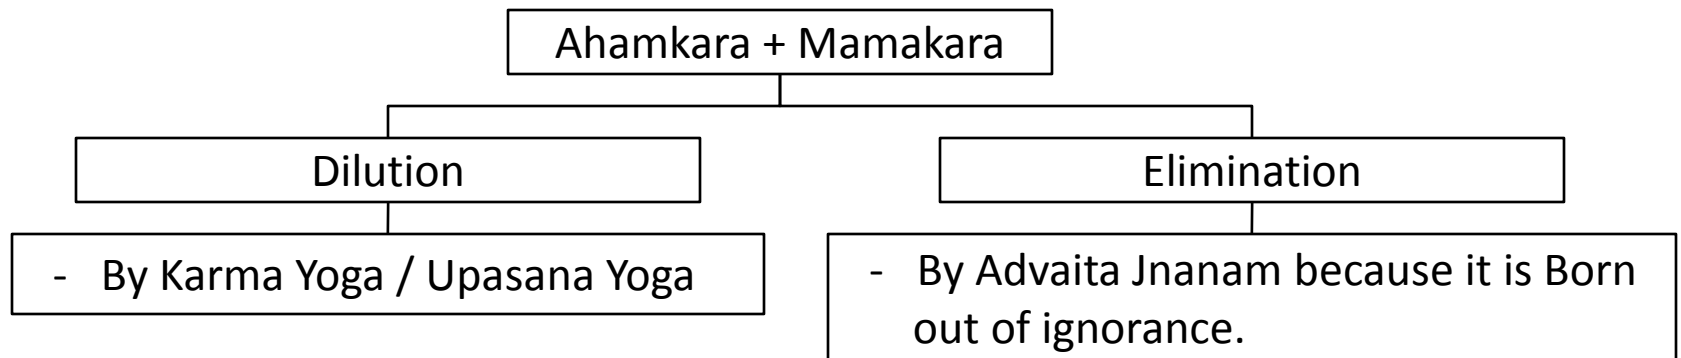 Ahamkara + Mamakara
Dilution
Elimination
- By Karma Yoga / Upasana Yoga
- By Advaita Jnanam because it is Born
out of ignorance.